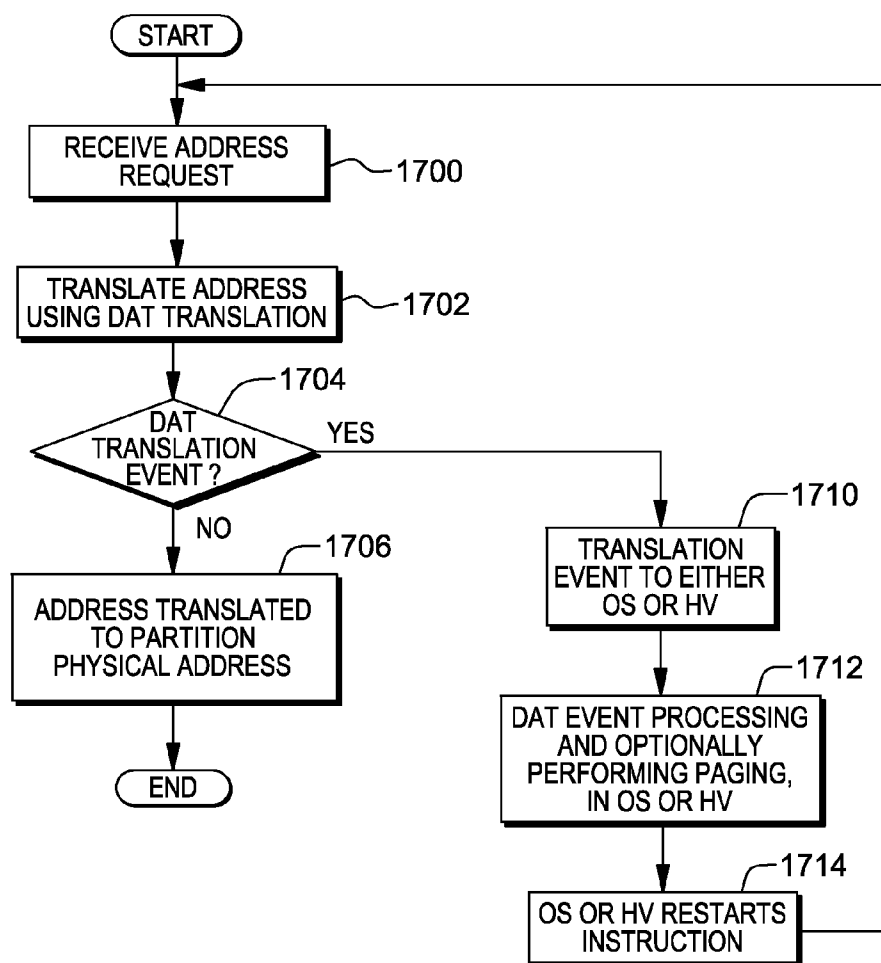 START
RECEIVE ADDRESS
REQUEST
1700
TRANSLATE ADDRESS
USING DAT TRANSLATION
1702
1704
DAT
TRANSLATION
EVENT ?
YES
NO
1706
ADDRESS TRANSLATED
TO PARTITION
PHYSICAL ADDRESS
END
1710
TRANSLATION
EVENT TO EITHER
OS OR HV
1712
DAT EVENT PROCESSING
AND OPTIONALLY
PERFORMING PAGING,
IN OS OR HV
1714
OS OR HV RESTARTS
INSTRUCTION